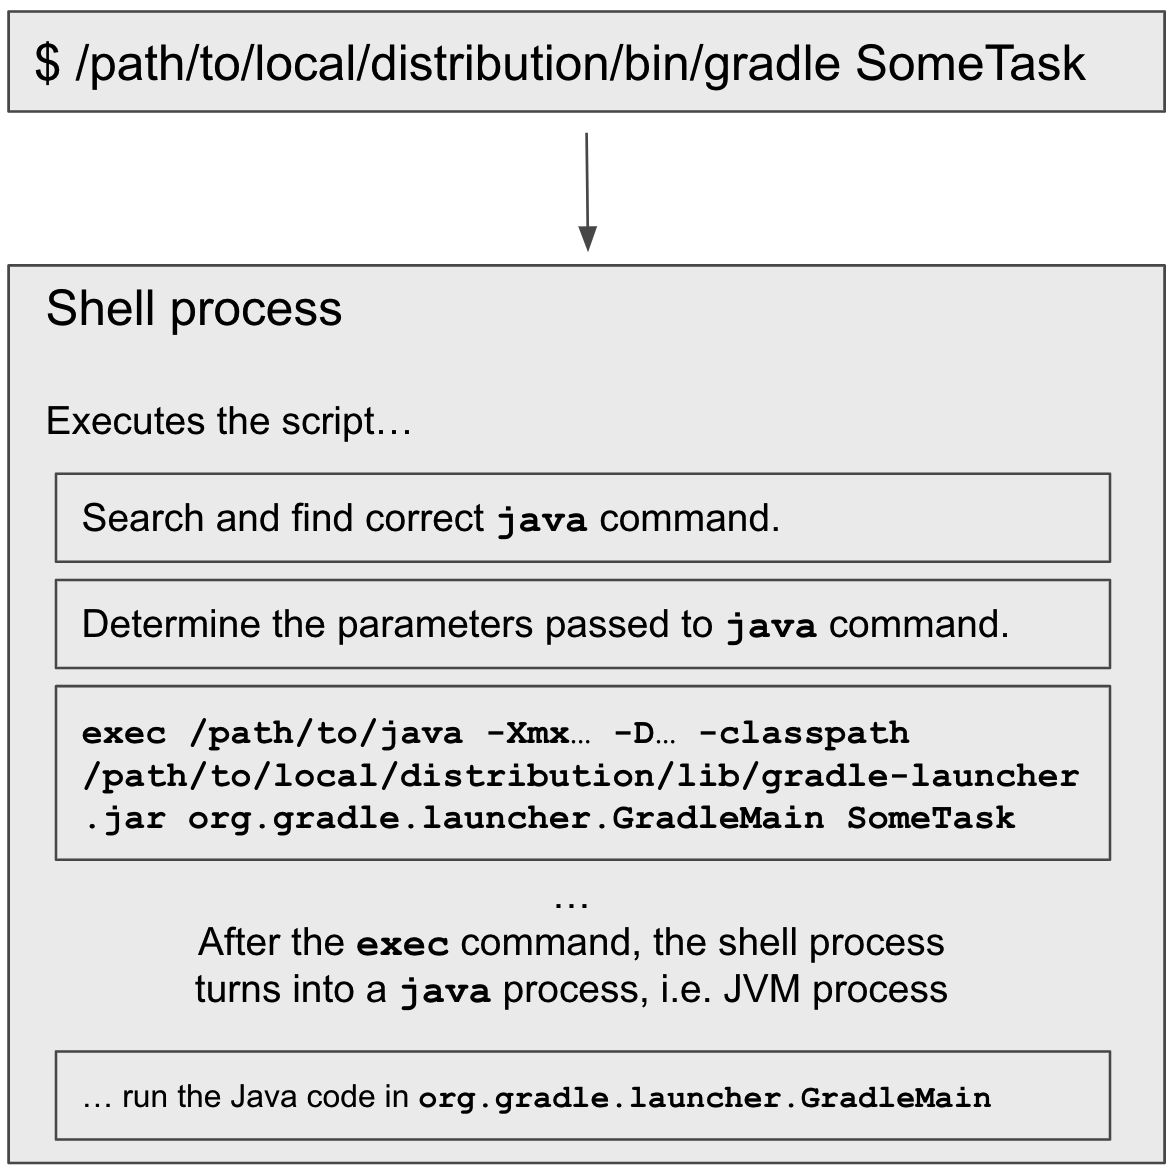 $ /path/to/local/distribution/bin/gradle SomeTask
Shell process
Executes the script…
Search and find correct java command.
Determine the parameters passed to java command.
exec /path/to/java -Xmx… -D… -classpath
/path/to/local/distribution/lib/gradle-launcher
.jar org.gradle.launcher.GradleMain SomeTask
…
After the exec command, the shell process
turns into a java process, i.e. JVM process
… run the Java code in org.gradle.launcher.GradleMain